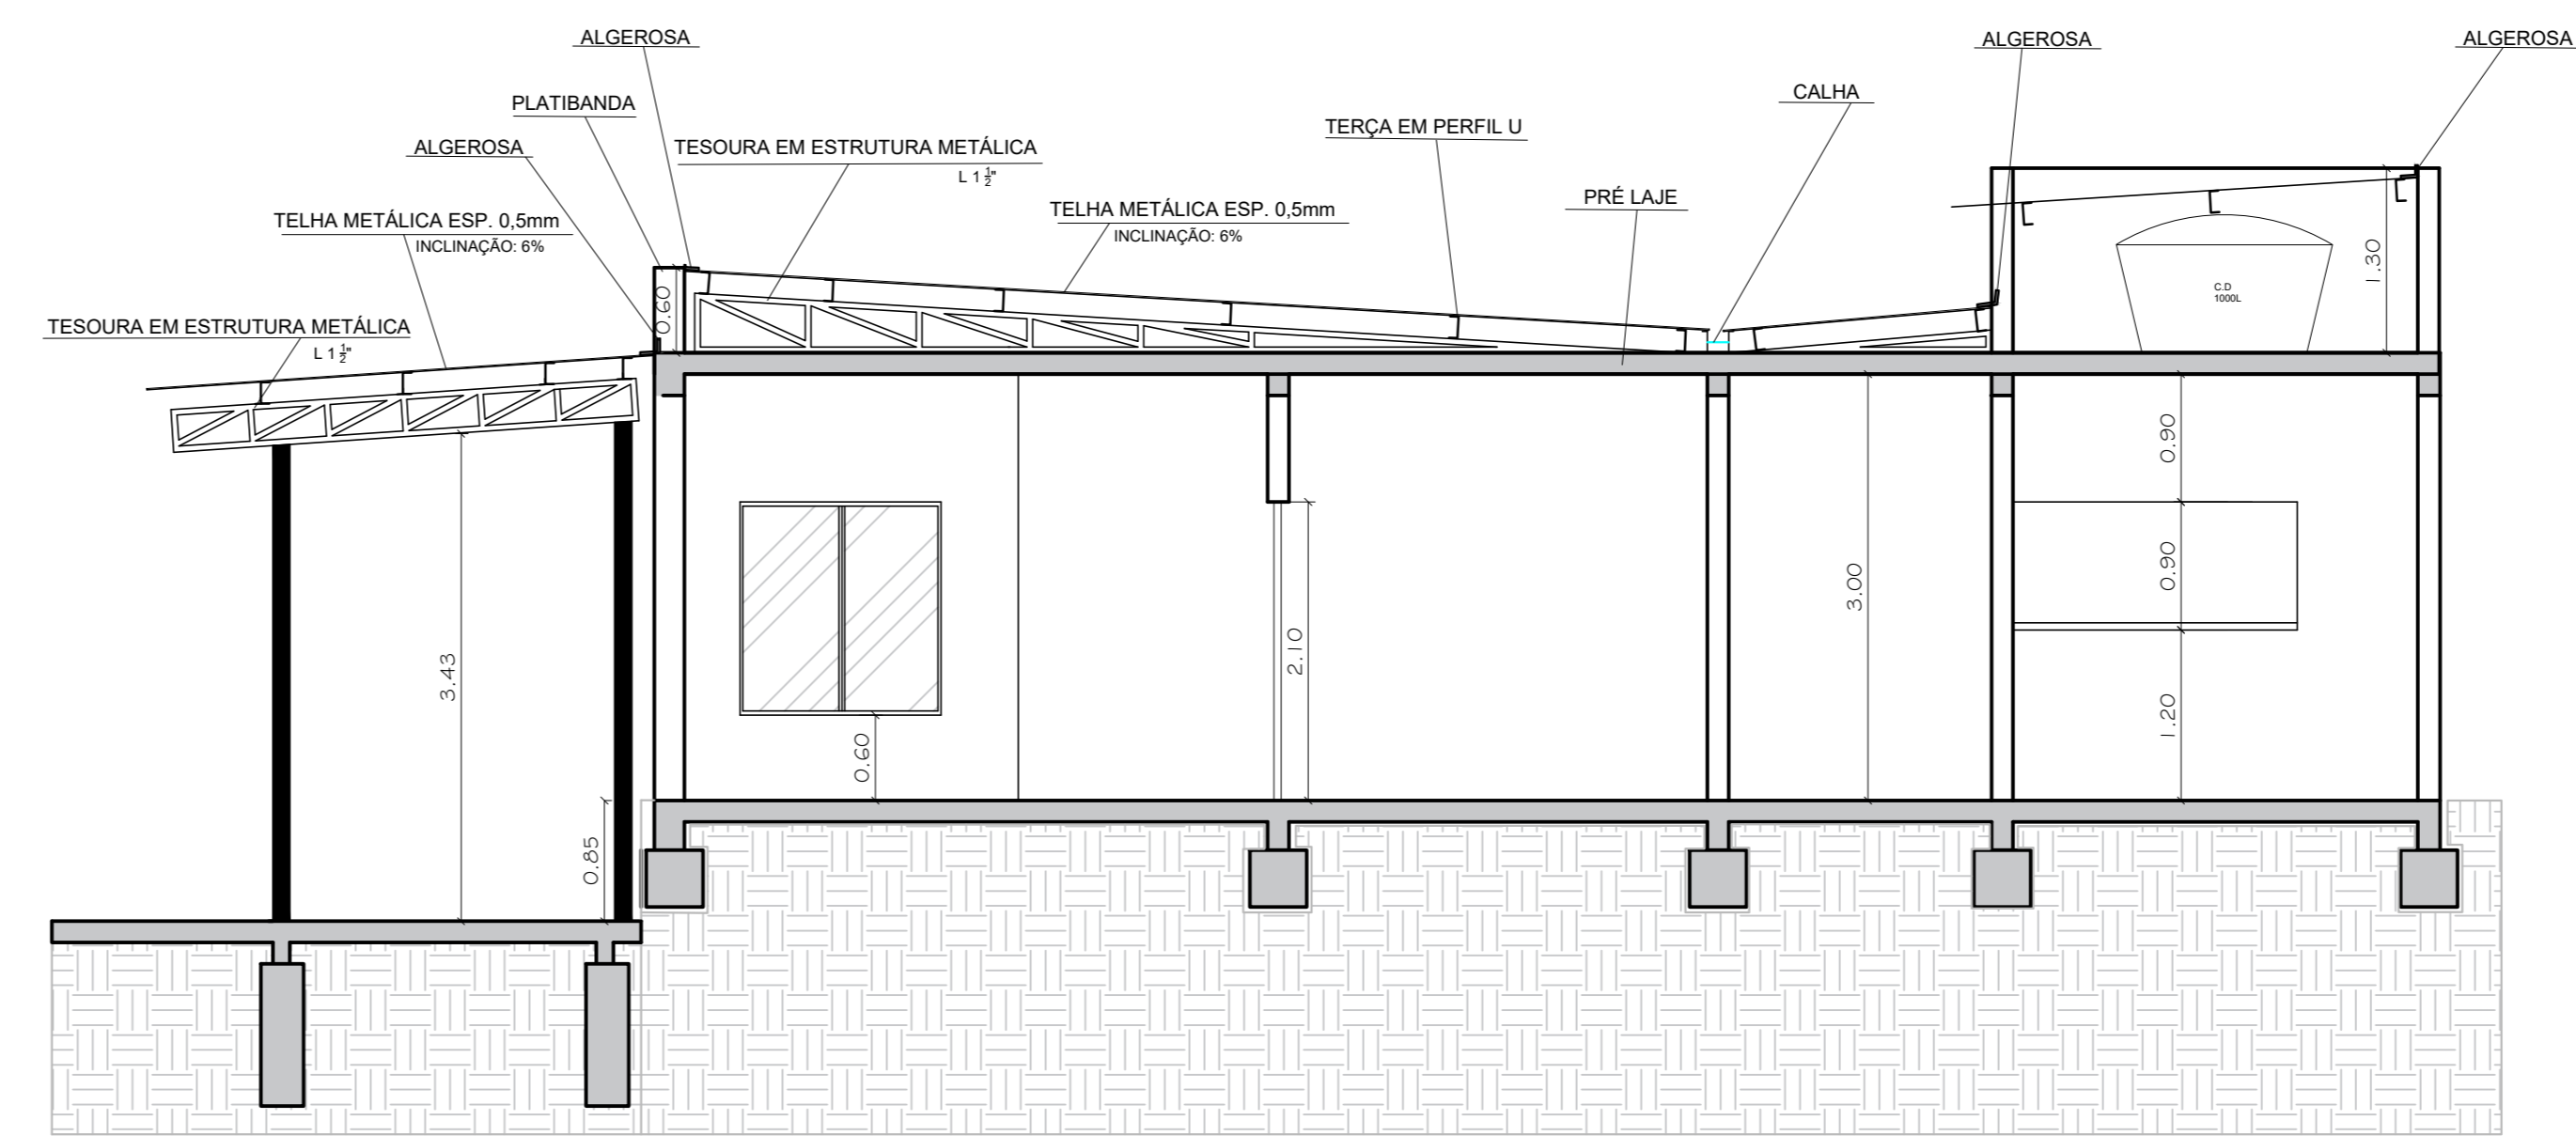 ALGEROSA
ALGEROSA
ALGEROSA
CALHA
PLATIBANDA
TERÇA EM PERFIL U
ALGEROSA
TESOURA EM ESTRUTURA METÁLICA
L 1 1/2"
PRÉ LAJE
TELHA METÁLICA ESP. 0,5mm
INCLINAÇÃO: 6%
TELHA METÁLICA ESP. 0,5mm
INCLINAÇÃO: 6%
TESOURA EM ESTRUTURA METÁLICA
L 1 1/2"
0.60
1.30
C.D
1000L
0.90
0.90
1.20
3.00
2.10
3.43
0.60
0.85